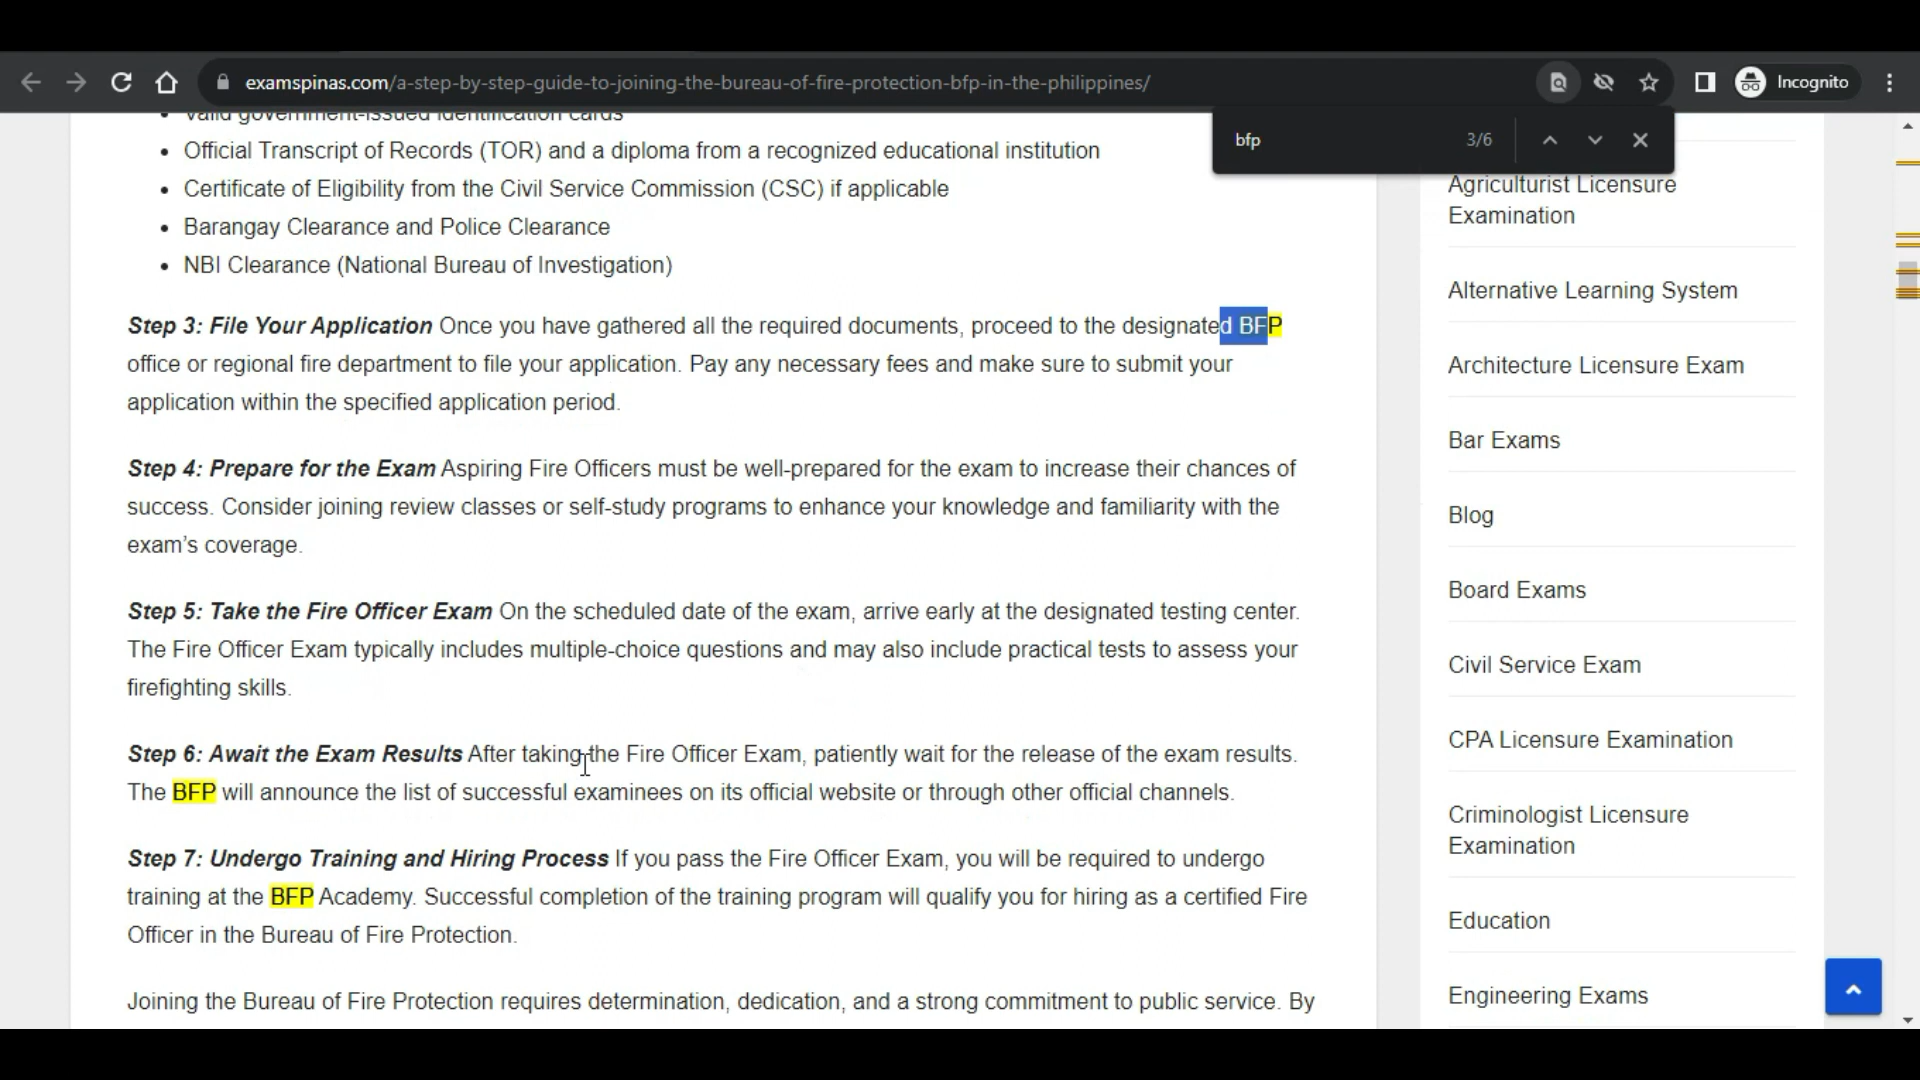 examspinas.com/a-step-by-step-guide-to-joining-the-bureau-of-fire-protection-bfp-in-the-philippines/
Incognito
bfp
3/6
Valid government-issued identification cards
Official Transcript of Records (TOR) and a diploma from a recognized educational institution
Certificate of Eligibility from the Civil Service Commission (CSC) if applicable
Barangay Clearance and Police Clearance
NBI Clearance (National Bureau of Investigation)
Step 3: File Your Application Once you have gathered all the required documents, proceed to the designated BFP
office or regional fire department to file your application. Pay any necessary fees and make sure to submit your
application within the specified application period.
Step 4: Prepare for the Exam Aspiring Fire Officers must be well-prepared for the exam to increase their chances of
success. Consider joining review classes or self-study programs to enhance your knowledge and familiarity with the
exam’s coverage.
Step 5: Take the Fire Officer Exam On the scheduled date of the exam, arrive early at the designated testing center.
The Fire Officer Exam typically includes multiple-choice questions and may also include practical tests to assess your
firefighting skills.
Step 6: Await the Exam Results After taking the Fire Officer Exam, patiently wait for the release of the exam results.
The BFP will announce the list of successful examinees on its official website or through other official channels.
Step 7: Undergo Training and Hiring Process If you pass the Fire Officer Exam, you will be required to undergo
training at the BFP Academy. Successful completion of the training program will qualify you for hiring as a certified Fire
Officer in the Bureau of Fire Protection.
Joining the Bureau of Fire Protection requires determination, dedication, and a strong commitment to public service. By
Agriculturist Licensure
Examination
Alternative Learning System
Architecture Licensure Exam
Bar Exams
Blog
Board Exams
Civil Service Exam
CPA Licensure Examination
Criminologist Licensure
Examination
Education
Engineering Exams